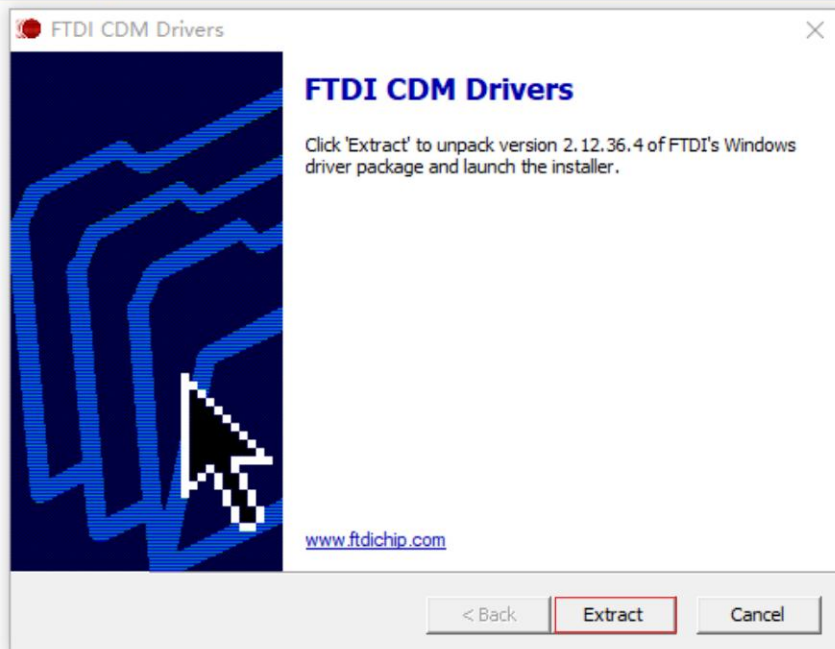 FTDI CDM Drivers
FTDI CDM Drivers
Click 'Extract' to unpack version 2.12.36.4 of FTDI's Windows
driver package and launch the installer.
www.ftdichip.com
< Back Extract Cancel